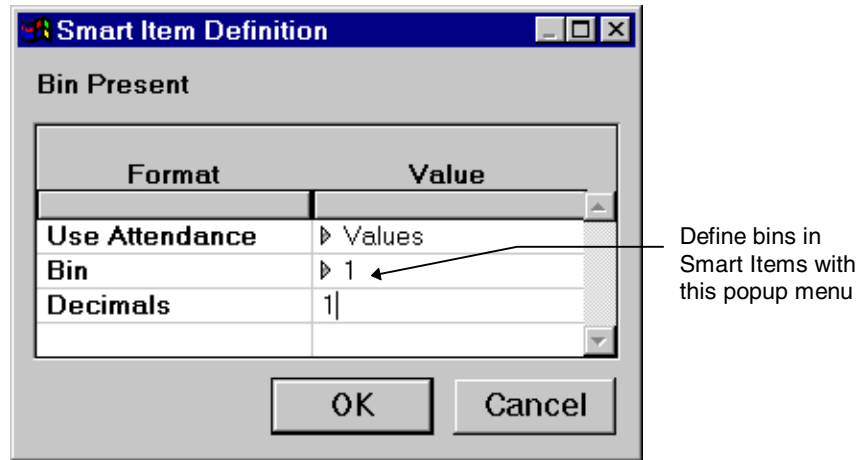 Smart Item Definition
Bin Present
Format Value
Use Attendance Values
Bin 1
Decimals 1
Define bins in
Smart Items with
this popup menu
OK Cancel